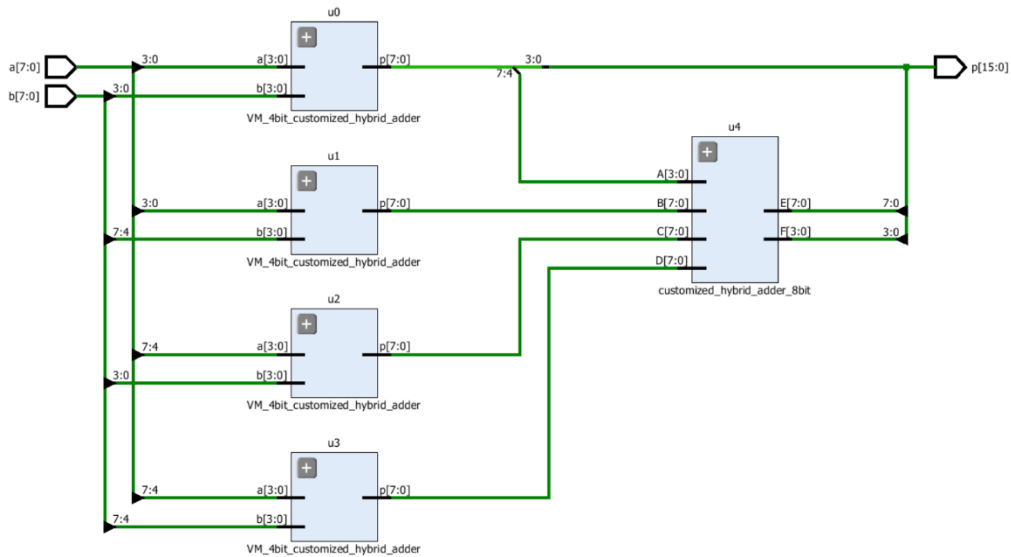 u0
a[7:0]
3:0
a[3:0]
p[7:0]
7:4
3:0
p[15:0]
b[7:0]
3:0
b[3:0]
VM_4bit_customized_hybrid_adder
u1
3:0
a[3:0]
p[7:0]
7:4
b[3:0]
VM_4bit_customized_hybrid_adder
u4
A[3:0]
B[7:0]
E[7:0]
7:0
C[7:0]
F[3:0]
3:0
D[7:0]
customized_hybrid_adder_8bit
u2
7:4
a[3:0]
p[7:0]
3:0
b[3:0]
VM_4bit_customized_hybrid_adder
u3
7:4
a[3:0]
p[7:0]
7:4
b[3:0]
VM_4bit_customized_hybrid_adder